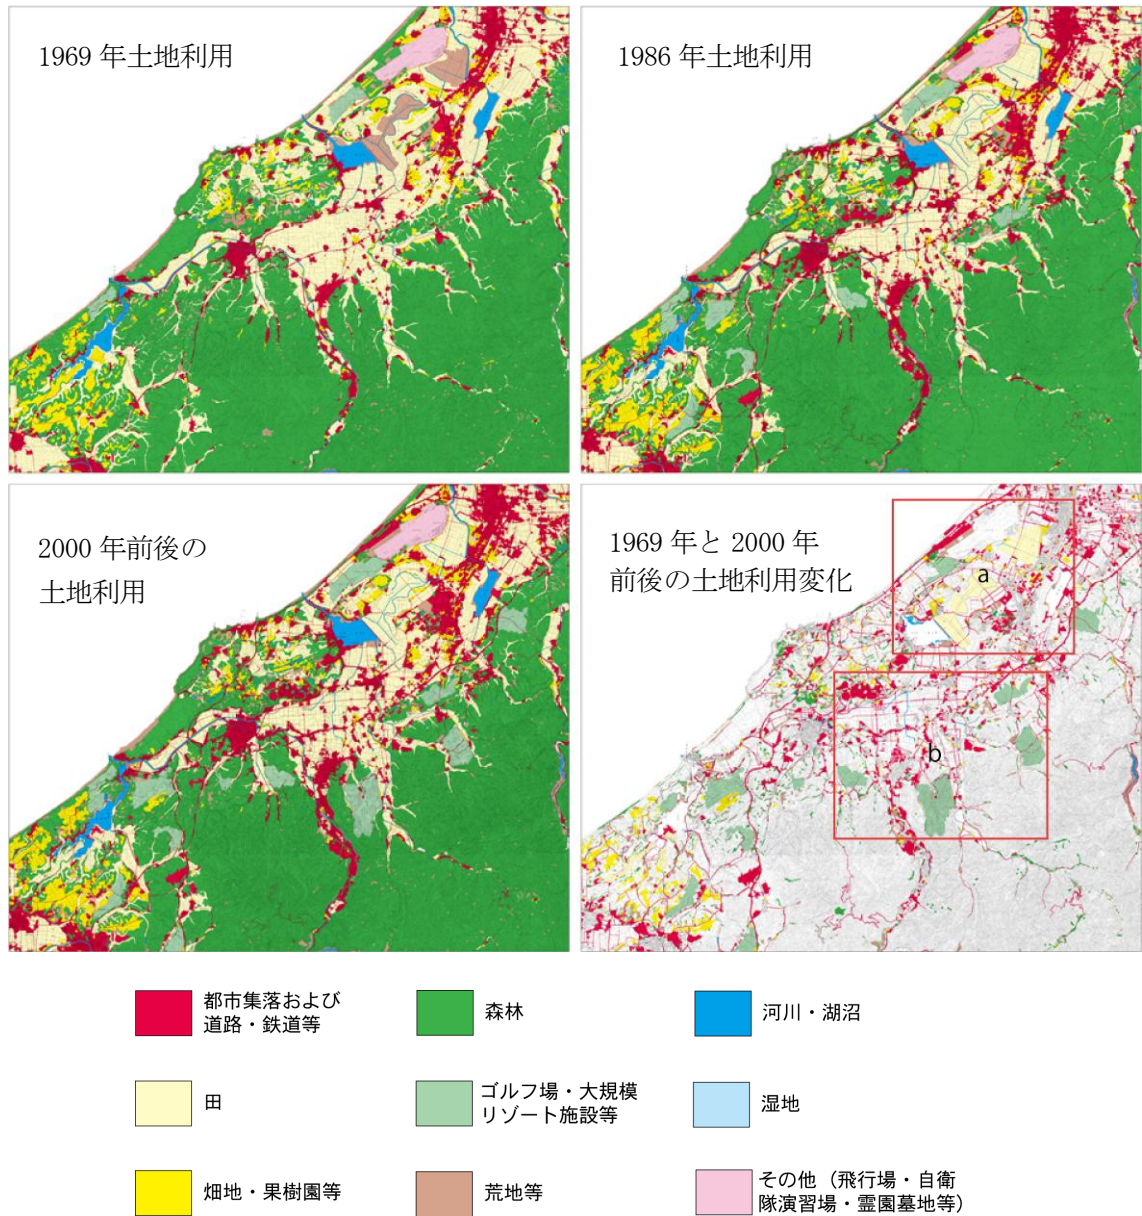 1969 年土地利用
1986 年土地利用
2000 年前後の
土地利用
1969 年と 2000 年
前後の土地利用変化
a
b
都市集落および
道路・鉄道等
森林
河川・湖沼
田
ゴルフ場・大規模
リゾート施設等
湿地
畑地・果樹園等
荒地等
その他（飛行場・自衛
隊演習場・霊園墓地等）